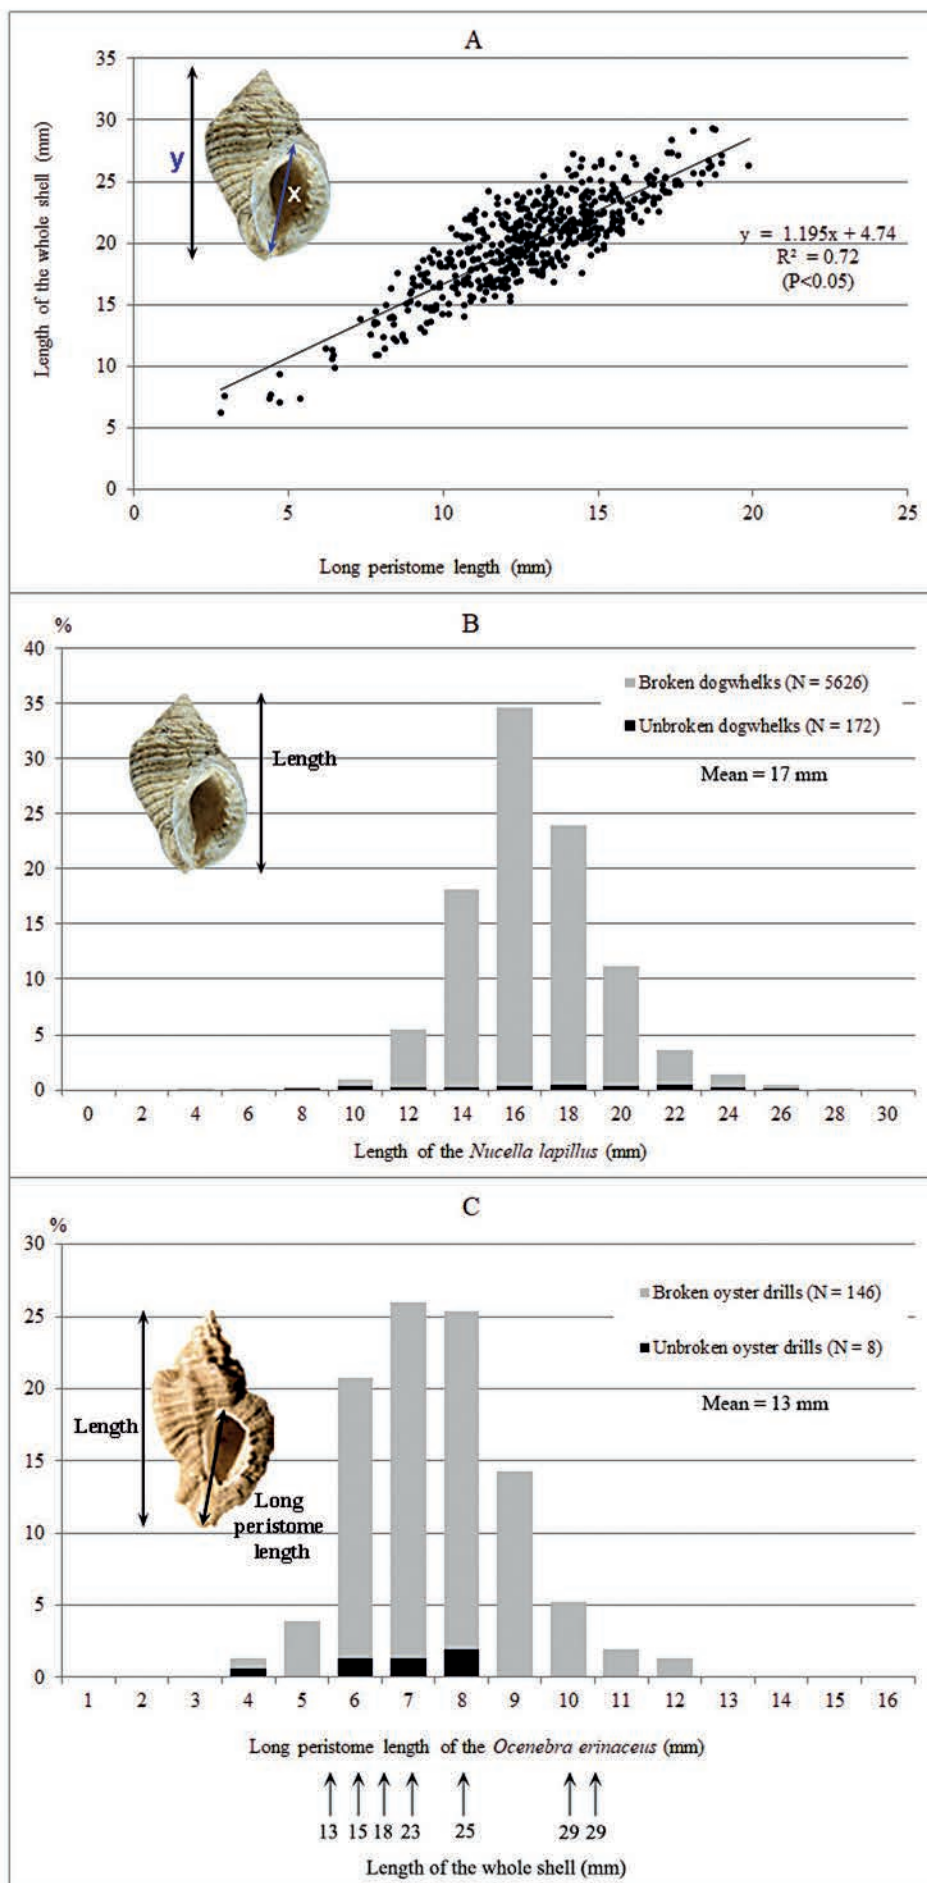 A
35
30
25
20
15
10
5
0
Length of the whole shell (mm)
y
x
y = 1.195x + 4.74
R² = 0.72
(P<0.05)
0 5 10 15 20 25
Long peristome length (mm)
B
%
40
35
30
25
20
15
10
5
0
Broken dogwhelks (N = 5626)
Unbroken dogwhelks (N = 172)
Mean = 17 mm
Length
0 2 4 6 8 10 12 14 16 18 20 22 24 26 28 30
Length of the Nucella lapillus (mm)
C
%
30
25
20
15
10
5
0
Broken oyster drills (N = 146)
Unbroken oyster drills (N = 8)
Mean = 13 mm
Length
Long
peristome
length
1 2 3 4 5 6 7 8 9 10 11 12 13 14 15 16
Long peristome length of the Ocenebra erinaceus (mm)
13 15 18 23 25 29 29
Length of the whole shell (mm)